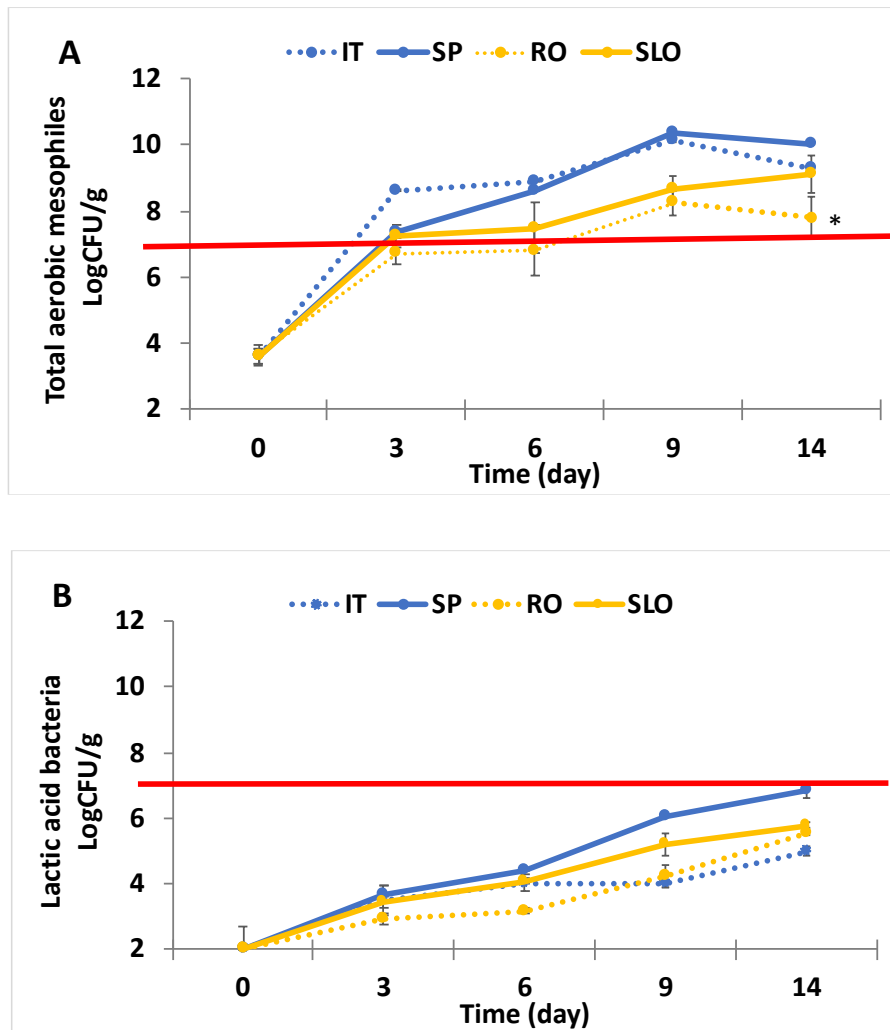 A
IT SP RO SLO
12
10
8
6
4
2
Total aerobic mesophiles
LogCFU/g
*
0 3 6 9 14
Time (day)
B
IT SP RO SLO
12
10
8
6
4
2
Lactic acid bacteria
LogCFU/g
0 3 6 9 14
Time (day)